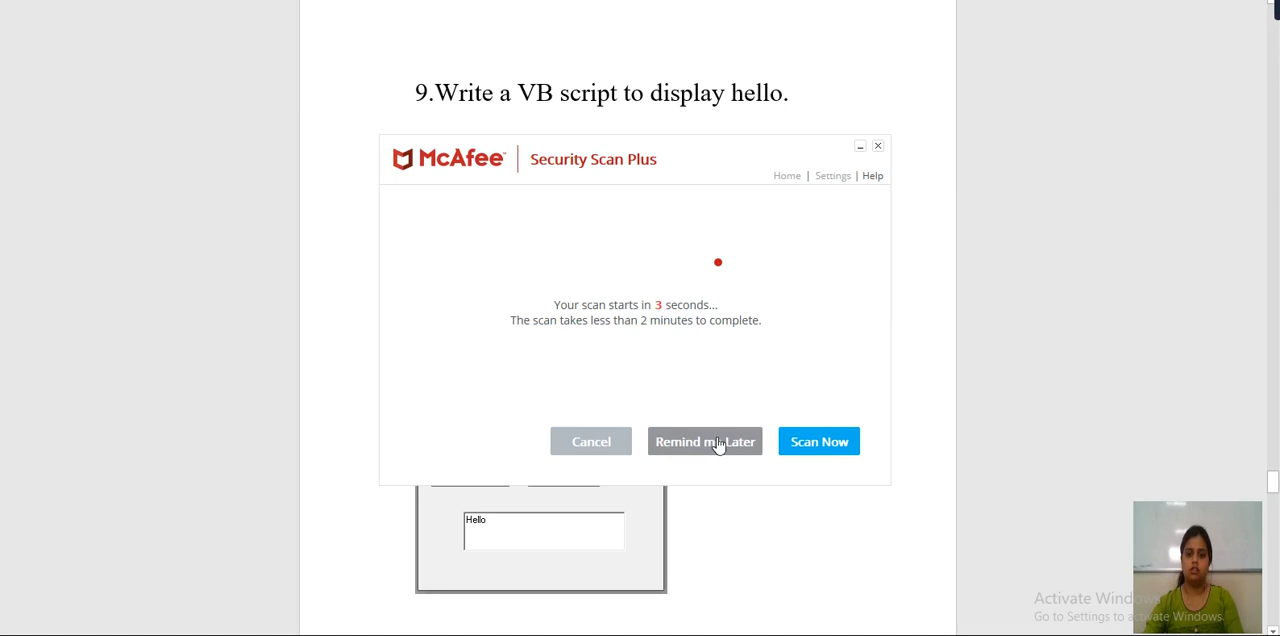 9.Write a VB script to display hello.
McAfee™ | Security Scan Plus
Home | Settings | Help
Your scan starts in 3 seconds...
The scan takes less than 2 minutes to complete.
Cancel
Remind me Later
Scan Now
Hello
Activate Windows
Go to Settings to activate Windows.